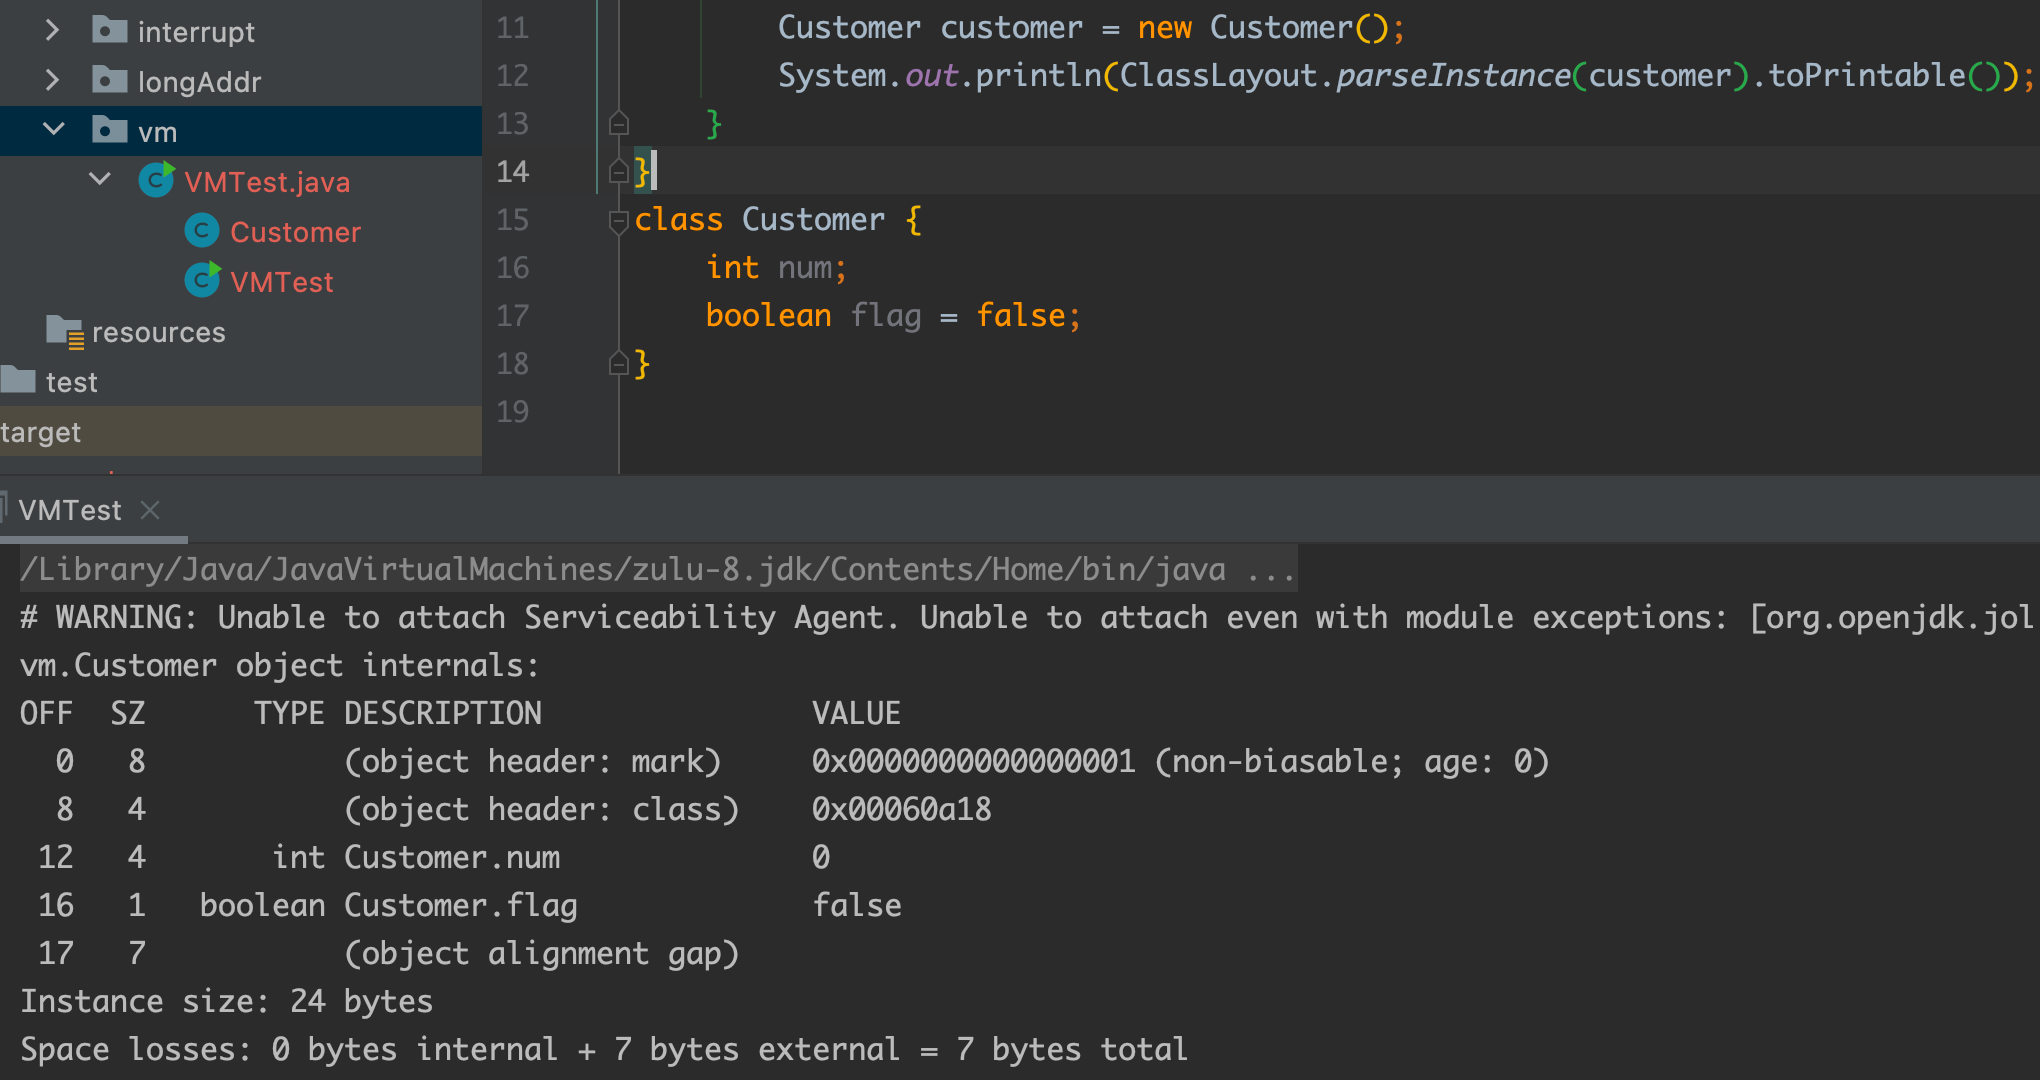 interrupt
longAddr
vm
VMTest.java
Customer
VMTest
resources
test
target
11 Customer customer = new Customer();
12 System.out.println(ClassLayout.parseInstance(customer).toPrintable());
13 }
14 }
15 class Customer {
16 int num;
17 boolean flag = false;
18 }
19
VMTest
/Library/Java/JavaVirtualMachines/zulu-8.jdk/Contents/Home/bin/java ...
# WARNING: Unable to attach Serviceability Agent. Unable to attach even with module exceptions: [org.openjdk.jol
vm.Customer object internals:
OFF SZ TYPE DESCRIPTION VALUE
0 8 (object header: mark) 0x0000000000000001 (non-biasable; age: 0)
8 4 (object header: class) 0x00060a18
12 4 int Customer.num 0
16 1 boolean Customer.flag false
17 7 (object alignment gap)
Instance size: 24 bytes
Space losses: 0 bytes internal + 7 bytes external = 7 bytes total